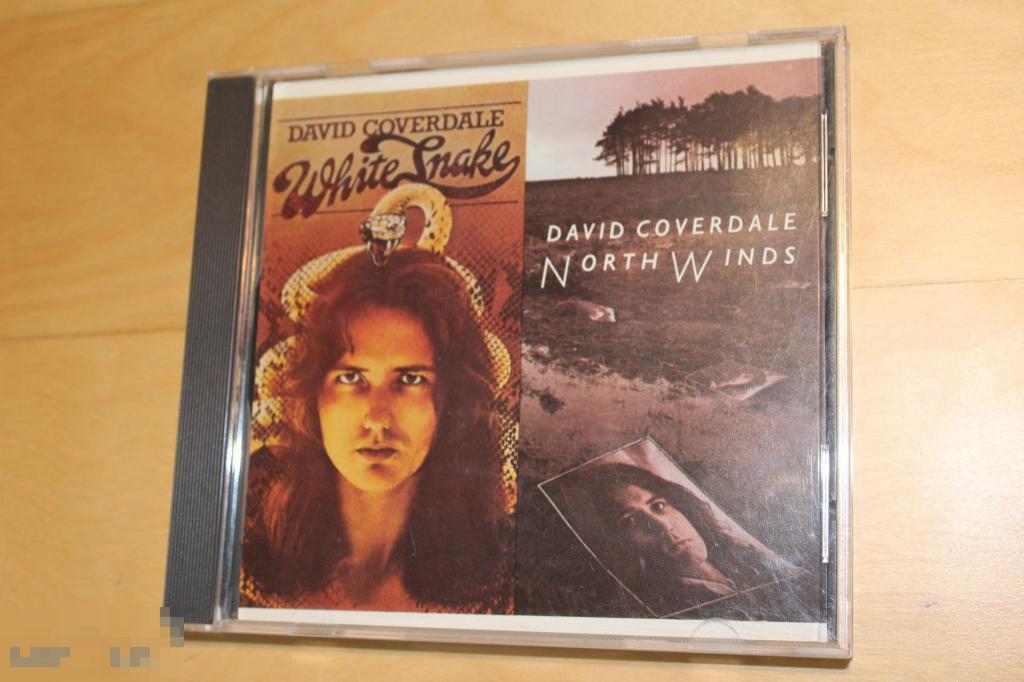 DAVID COVERDALE
White Snake
DAVID COVERDALE
NORTH WINDS